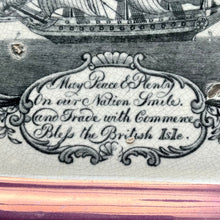 May Peace & Plenty
On our Nation Smile.
and Trade with Commerce
Bless the British Isle.